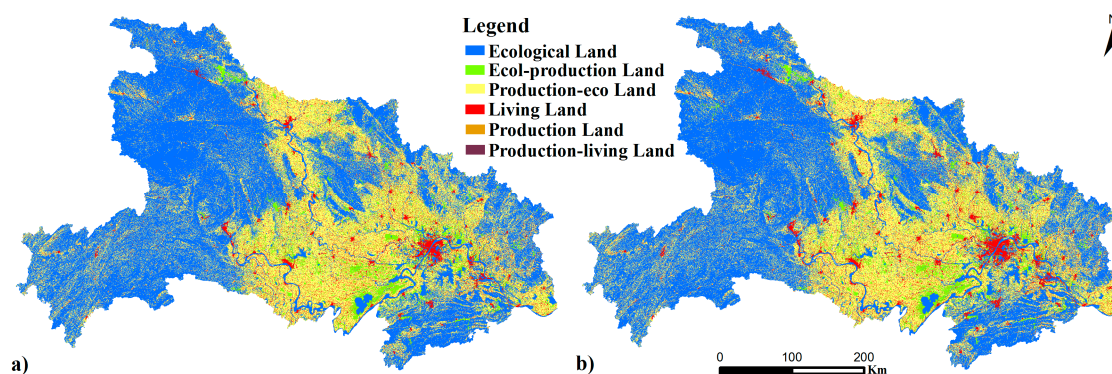 Legend
Ecological Land
Ecol-production Land
Production-eco Land
Living Land
Production Land
Production-living Land
a)
b)
0 100 200
Km